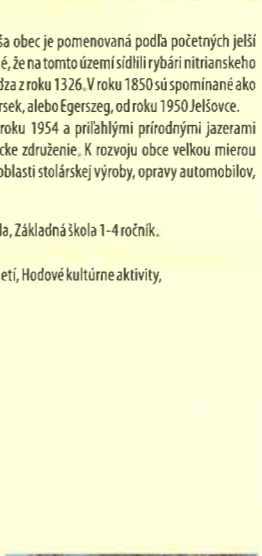 ša obec je pomenovaná podľa početných jelší
é, že na tomto území sídlili rybári nitrianskeho
dza z roku 1326. V roku 1850 sú spomínané ako
rsek, alebo Egerszeg, od roku 1950 Jelšovce.
roku 1954 a priľahlými prírodnými jazerami
cke združenie. K rozvoju obce veľkou mierou
oblasti stolárskej výroby, opravy automobilov,
la, Základná škola 1-4 ročník.
etí, Hodové kultúrne aktivity,